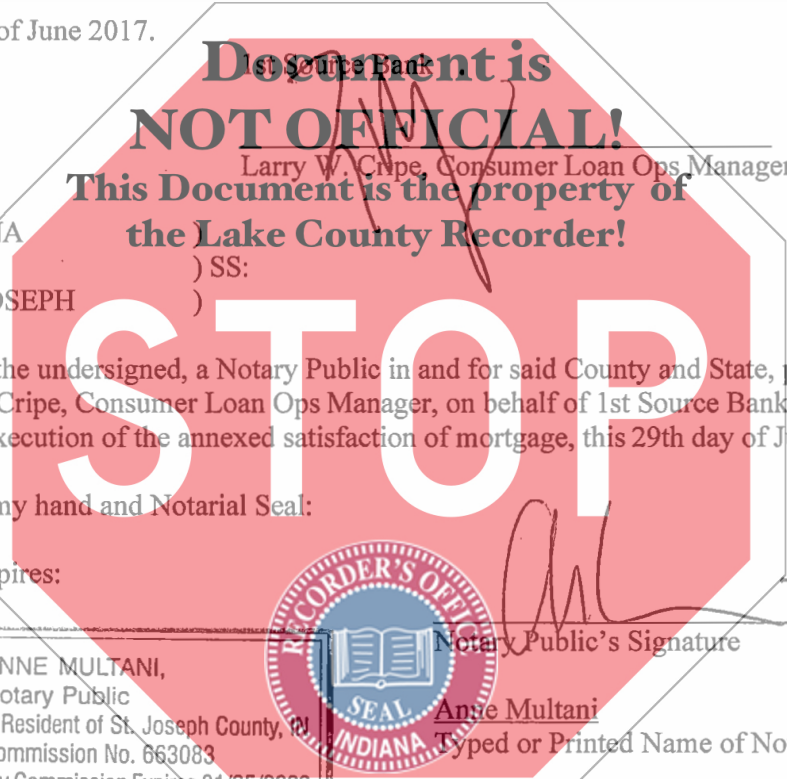 of June 2017.
Document is
1st Source Bank
NOT OFFICIAL!
Larry W. Cripe, Consumer Loan Ops Manager
This Document is the property of
NA )
the Lake County Recorder!
) SS:
OSEPH )
STOP
the undersigned, a Notary Public in and for said County and State, p
Cripe, Consumer Loan Ops Manager, on behalf of 1st Source Bank
xecution of the annexed satisfaction of mortgage, this 29th day of J
my hand and Notarial Seal:
pires:
RECORDER'S OFFICE
SEAL
INDIANA
Notary Public's Signature
NNE MULTANI,
otary Public
Resident of St. Joseph County, IN
ommission No. 663083
Anne Multani
Typed or Printed Name of No